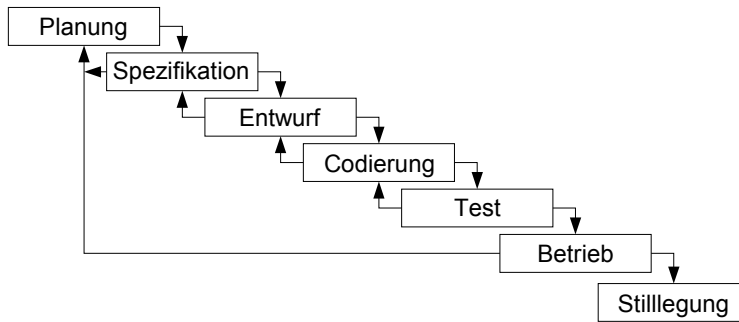 Planung
Spezifikation
Entwurf
Codierung
Test
Betrieb
Stilllegung